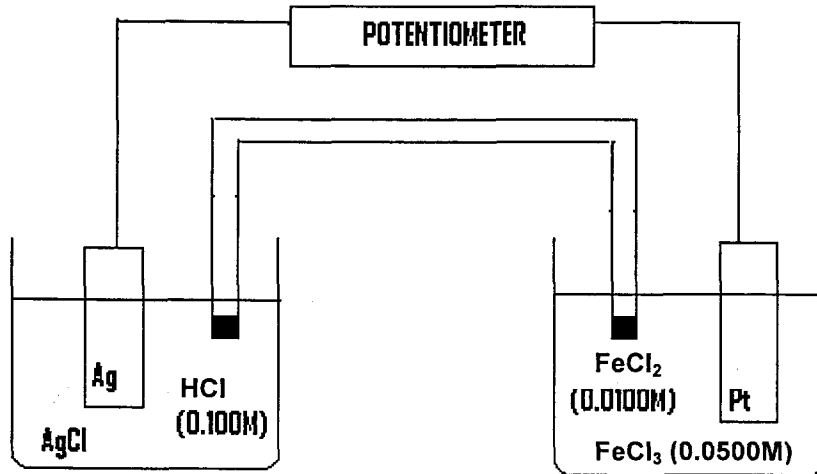 POTENTIOMETER
Ag
HCl
(0.100M)
AgCl
FeCl₂
(0.0100M)
Pt
FeCl₃ (0.0500M)